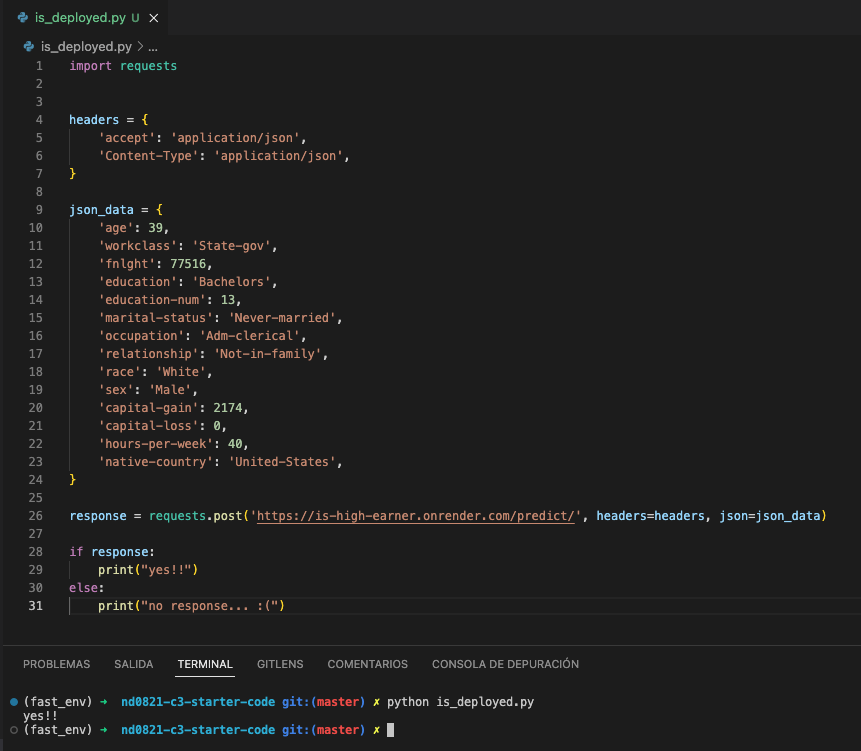 is_deployed.py U ×
is_deployed.py > ...
1 import requests
2
3
4 headers = {
5     'accept': 'application/json',
6     'Content-Type': 'application/json',
7 }
8
9 json_data = {
10     'age': 39,
11     'workclass': 'State-gov',
12     'fnlght': 77516,
13     'education': 'Bachelors',
14     'education-num': 13,
15     'marital-status': 'Never-married',
16     'occupation': 'Adm-clerical',
17     'relationship': 'Not-in-family',
18     'race': 'White',
19     'sex': 'Male',
20     'capital-gain': 2174,
21     'capital-loss': 0,
22     'hours-per-week': 40,
23     'native-country': 'United-States',
24 }
25
26 response = requests.post('https://is-high-earner.onrender.com/predict/', headers=headers, json=json_data)
27
28 if response:
29     print("yes!!")
30 else:
31     print("no response... :(")
PROBLEMAS SALIDA TERMINAL GITLENS COMENTARIOS CONSOLA DE DEPURACIÓN
(fast_env) ➜ nd0821-c3-starter-code git:(master) ✗ python is_deployed.py
yes!!
(fast_env) ➜ nd0821-c3-starter-code git:(master) ✗